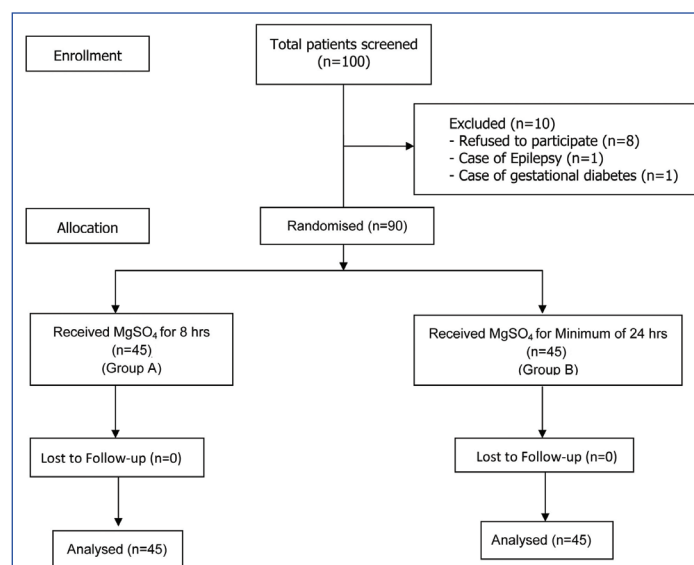 Enrollment
Total patients screened
(n=100)
Excluded (n=10)
- Refused to participate (n=8)
- Case of Epilepsy (n=1)
- Case of gestational diabetes (n=1)
Allocation
Randomised (n=90)
Received MgSO₄ for 8 hrs
(n=45)
(Group A)
Received MgSO₄ for Minimum of 24 hrs
(n=45)
(Group B)
Lost to Follow-up (n=0)
Lost to Follow-up (n=0)
Analysed (n=45)
Analysed (n=45)